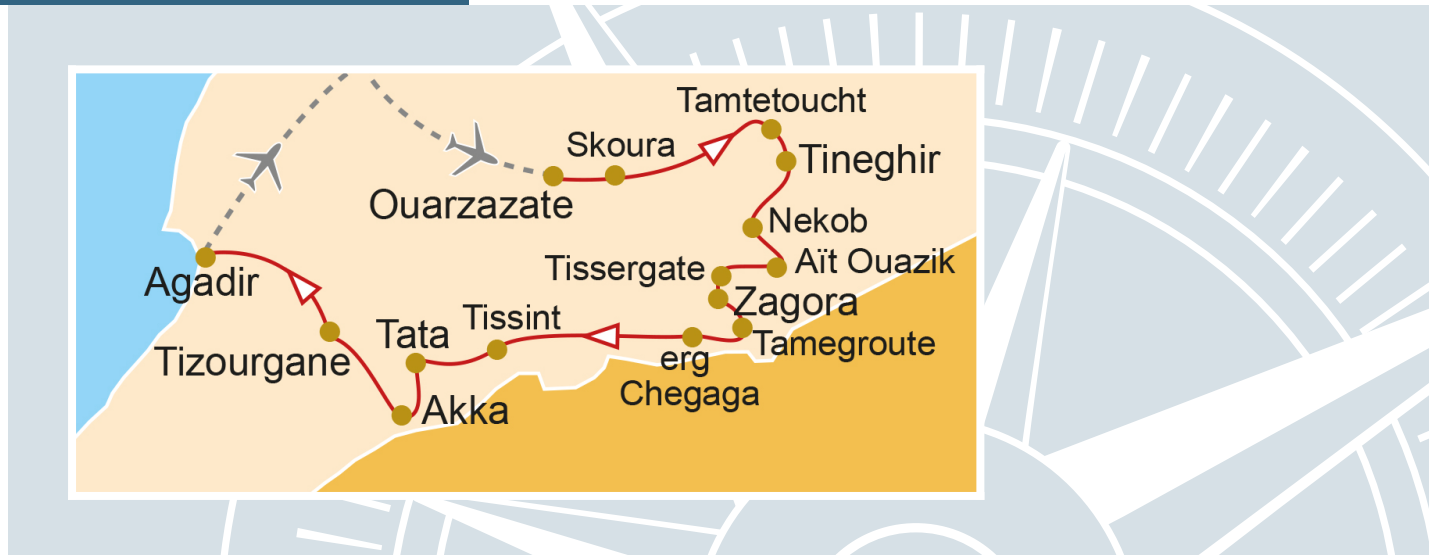 Tamtetoucht
Skoura
Tineghir
Ouarzazate
Nekob
Aït Ouazik
Tissergate
Agadir
Zagora
Tissint
Tata
Tamegroute
Tizourgane
erg
Chegaga
Akka